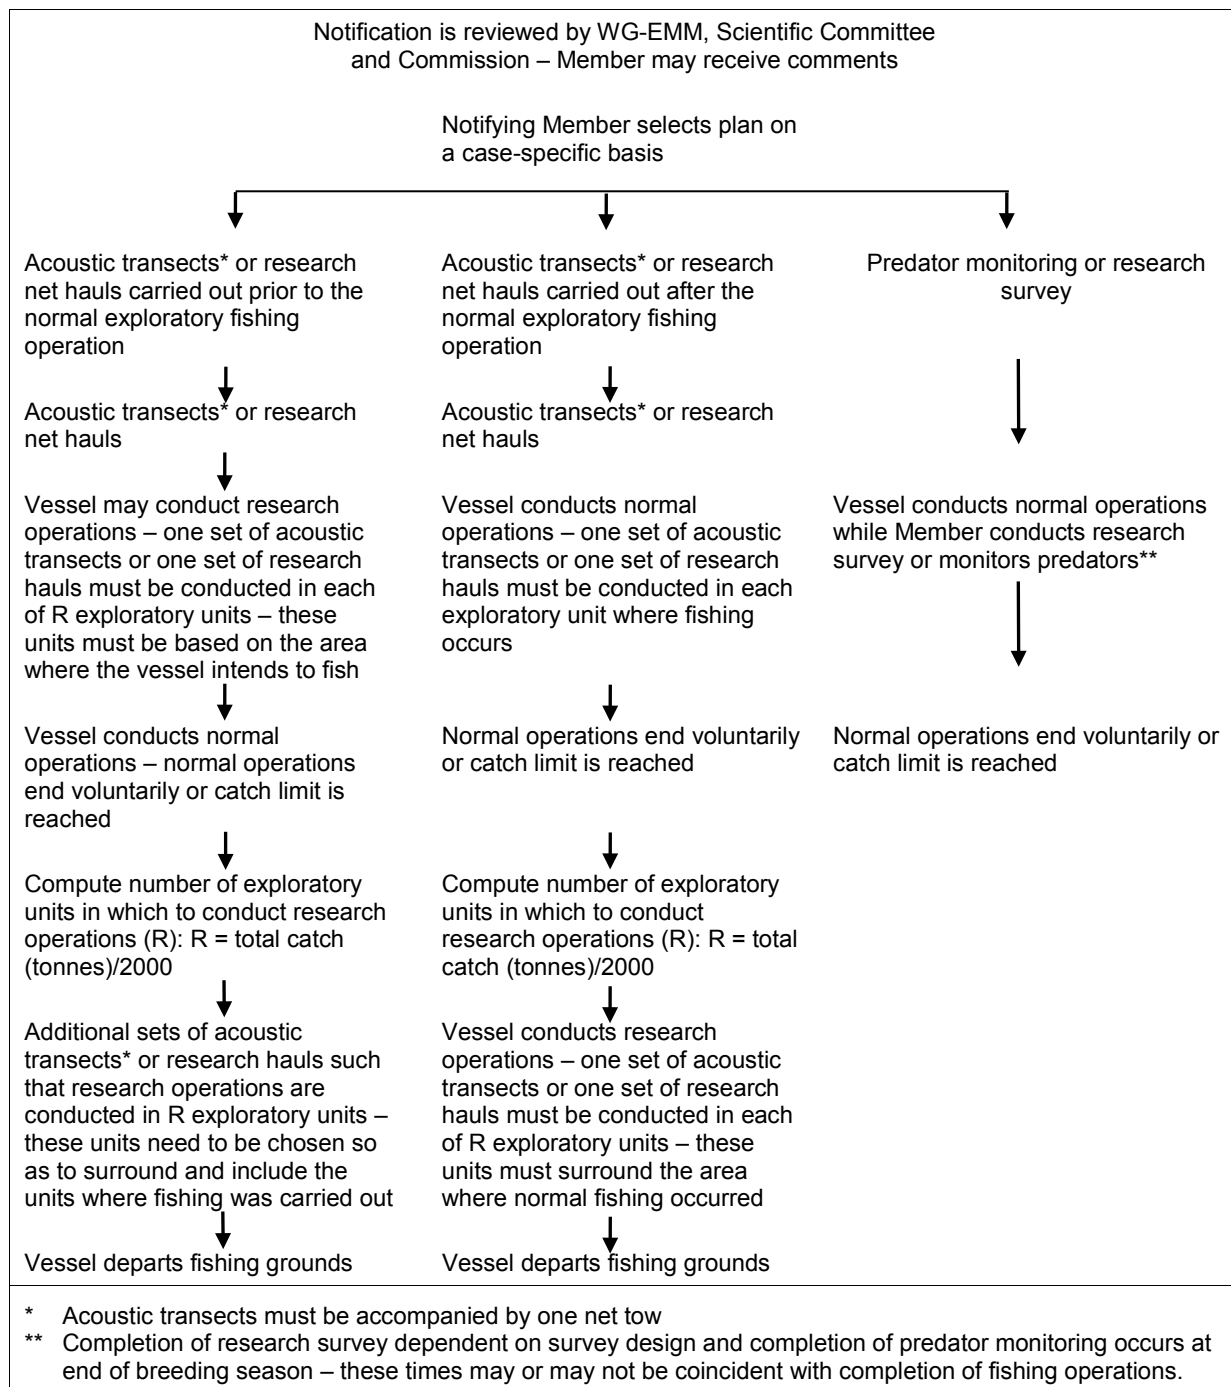 Notification is reviewed by WG-EMM, Scientific Committee
and Commission – Member may receive comments
Notifying Member selects plan on
a case-specific basis
Acoustic transects* or research
net hauls carried out prior to the
normal exploratory fishing
operation
Acoustic transects* or research
net hauls
Vessel may conduct research
operations – one set of acoustic
transects or one set of research
hauls must be conducted in each
of R exploratory units – these
units must be based on the area
where the vessel intends to fish
Vessel conducts normal
operations – normal operations
end voluntarily or catch limit is
reached
Compute number of exploratory
units in which to conduct research
operations (R): R = total catch
(tonnes)/2000
Additional sets of acoustic
transects* or research hauls such
that research operations are
conducted in R exploratory units –
these units need to be chosen so
as to surround and include the
units where fishing was carried out
Vessel departs fishing grounds
Acoustic transects* or research
net hauls carried out after the
normal exploratory fishing
operation
Acoustic transects* or research
net hauls
Vessel conducts normal
operations – one set of acoustic
transects or one set of research
hauls must be conducted in each
exploratory unit where fishing
occurs
Normal operations end voluntarily
or catch limit is reached
Compute number of exploratory
units in which to conduct
research operations (R): R = total
catch (tonnes)/2000
Vessel conducts research
operations – one set of acoustic
transects or one set of research
hauls must be conducted in each
of R exploratory units – these
units must surround the area
where normal fishing occurred
Vessel departs fishing grounds
Predator monitoring or research
survey
Vessel conducts normal operations
while Member conducts research
survey or monitors predators**
Normal operations end voluntarily or
catch limit is reached
* Acoustic transects must be accompanied by one net tow
** Completion of research survey dependent on survey design and completion of predator monitoring occurs at
end of breeding season – these times may or may not be coincident with completion of fishing operations.